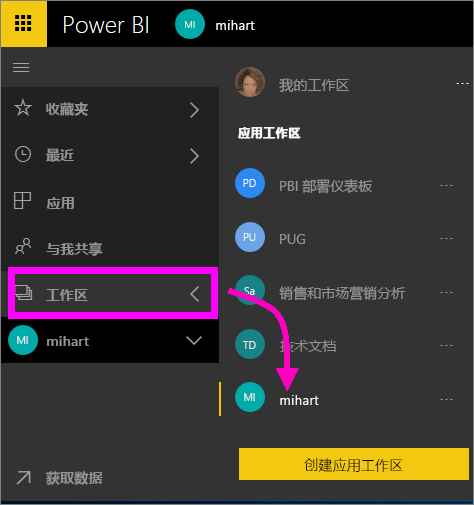 Power BI MI mihart
收藏夹
最近
应用
与我共享
工作区
MI mihart
获取数据
我的工作区
应用工作区
PD PBI 部署仪表板
PU PUG
Sa 销售和市场营销分析
TD 技术文档
MI mihart
创建应用工作区